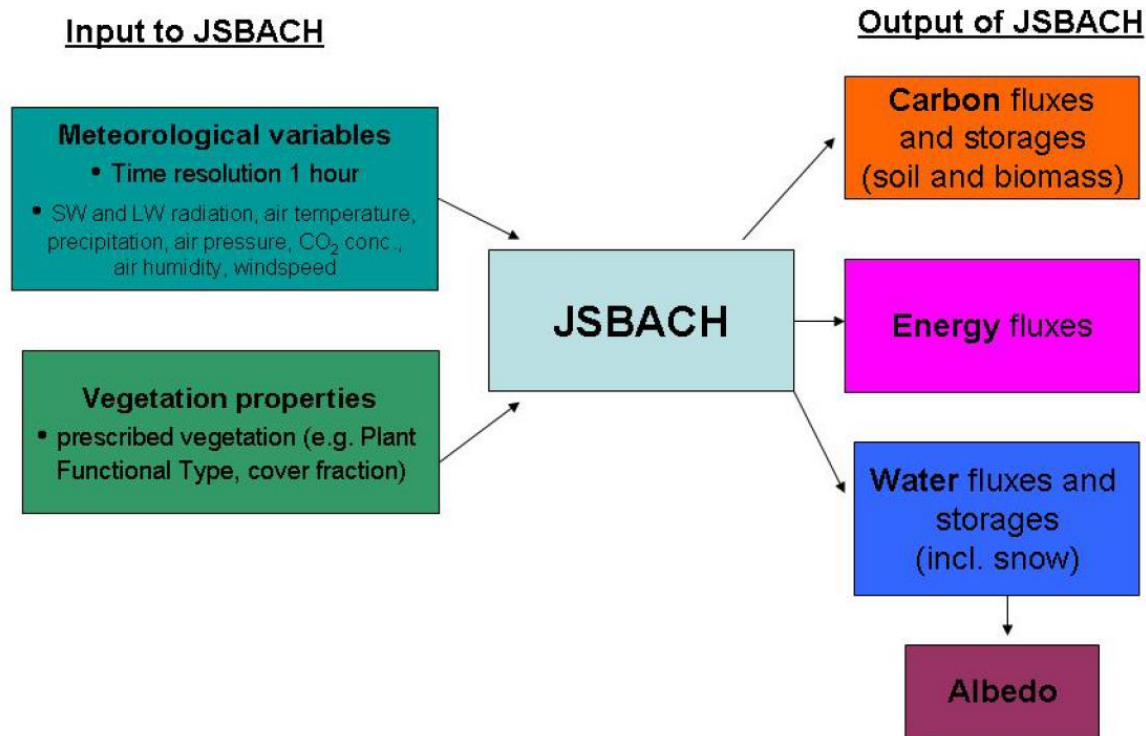 Input to JSBACH
Meteorological variables
• Time resolution 1 hour
• SW and LW radiation, air temperature,
precipitation, air pressure, CO₂ conc.,
air humidity, windspeed
Vegetation properties
• prescribed vegetation (e.g. Plant
Functional Type, cover fraction)
JSBACH
Output of JSBACH
Carbon fluxes
and storages
(soil and biomass)
Energy fluxes
Water fluxes and
storages
(incl. snow)
Albedo